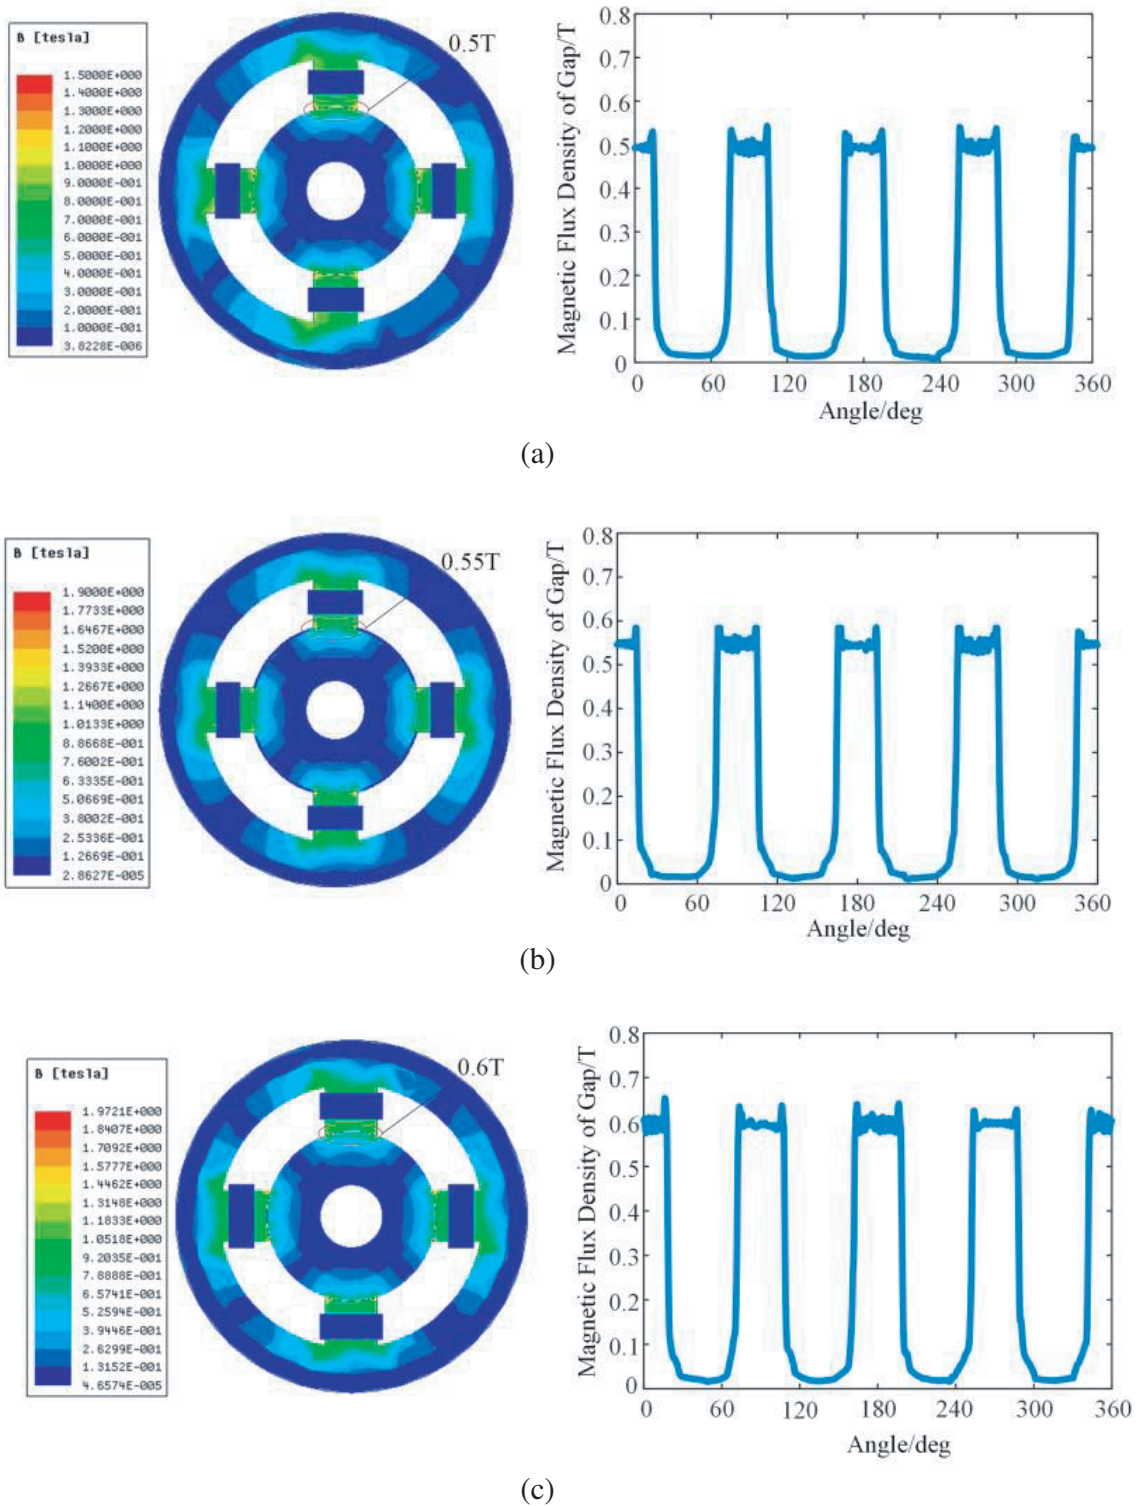 B [tesla]
1.5000E+000
1.4000E+000
1.3000E+000
1.2000E+000
1.1000E+000
1.0000E+000
9.0000E-001
8.0000E-001
7.0000E-001
6.0000E-001
5.0000E-001
4.0000E-001
3.0000E-001
2.0000E-001
1.0000E-001
3.8228E-006
0.5T
Magnetic Flux Density of Gap/T
0.8
0.7
0.6
0.5
0.4
0.3
0.2
0.1
0
0 60 120 180 240 300 360
Angle/deg
(a)
B [tesla]
1.9000E+000
1.7733E+000
1.6467E+000
1.5200E+000
1.3933E+000
1.2667E+000
1.1400E+000
1.0133E+000
8.8668E-001
7.6002E-001
6.3335E-001
5.0669E-001
3.8002E-001
2.5336E-001
1.2669E-001
2.8627E-005
0.55T
Magnetic Flux Density of Gap/T
0.8
0.7
0.6
0.5
0.4
0.3
0.2
0.1
0
0 60 120 180 240 300 360
Angle/deg
(b)
B [tesla]
1.9721E+000
1.8407E+000
1.7092E+000
1.5777E+000
1.4462E+000
1.3148E+000
1.1833E+000
1.0518E+000
9.2035E-001
7.8888E-001
6.5741E-001
5.2594E-001
3.9446E-001
2.6299E-001
1.3152E-001
4.6574E-005
0.6T
Magnetic Flux Density of Gap/T
0.8
0.7
0.6
0.5
0.4
0.3
0.2
0.1
0
0 60 120 180 240 300 360
Angle/deg
(c)